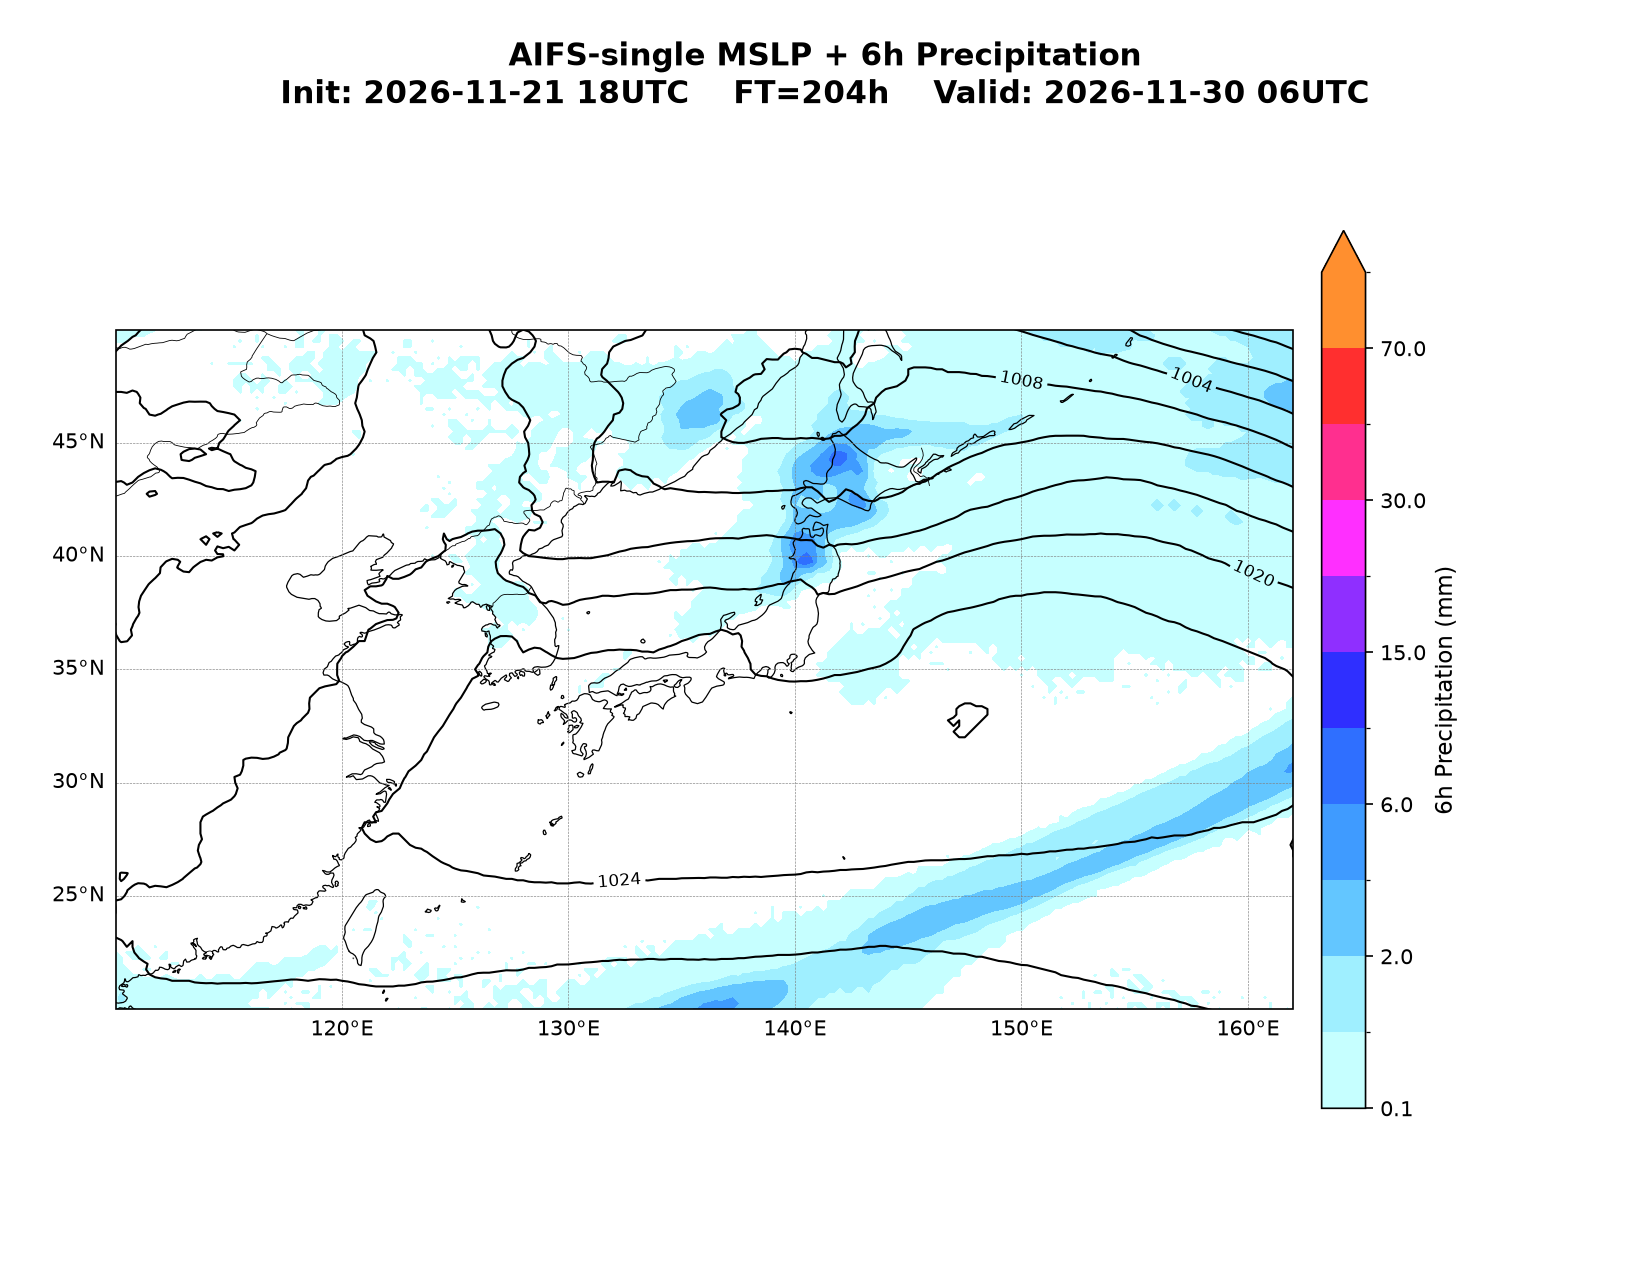 AIFS-single MSLP + 6h Precipitation
Init: 2026-11-21 18UTC    FT=204h    Valid: 2026-11-30 06UTC
1008
1004
1020
1024
45°N
40°N
35°N
30°N
25°N
120°E
130°E
140°E
150°E
160°E
70.0
30.0
15.0
6.0
2.0
0.1
6h Precipitation (mm)